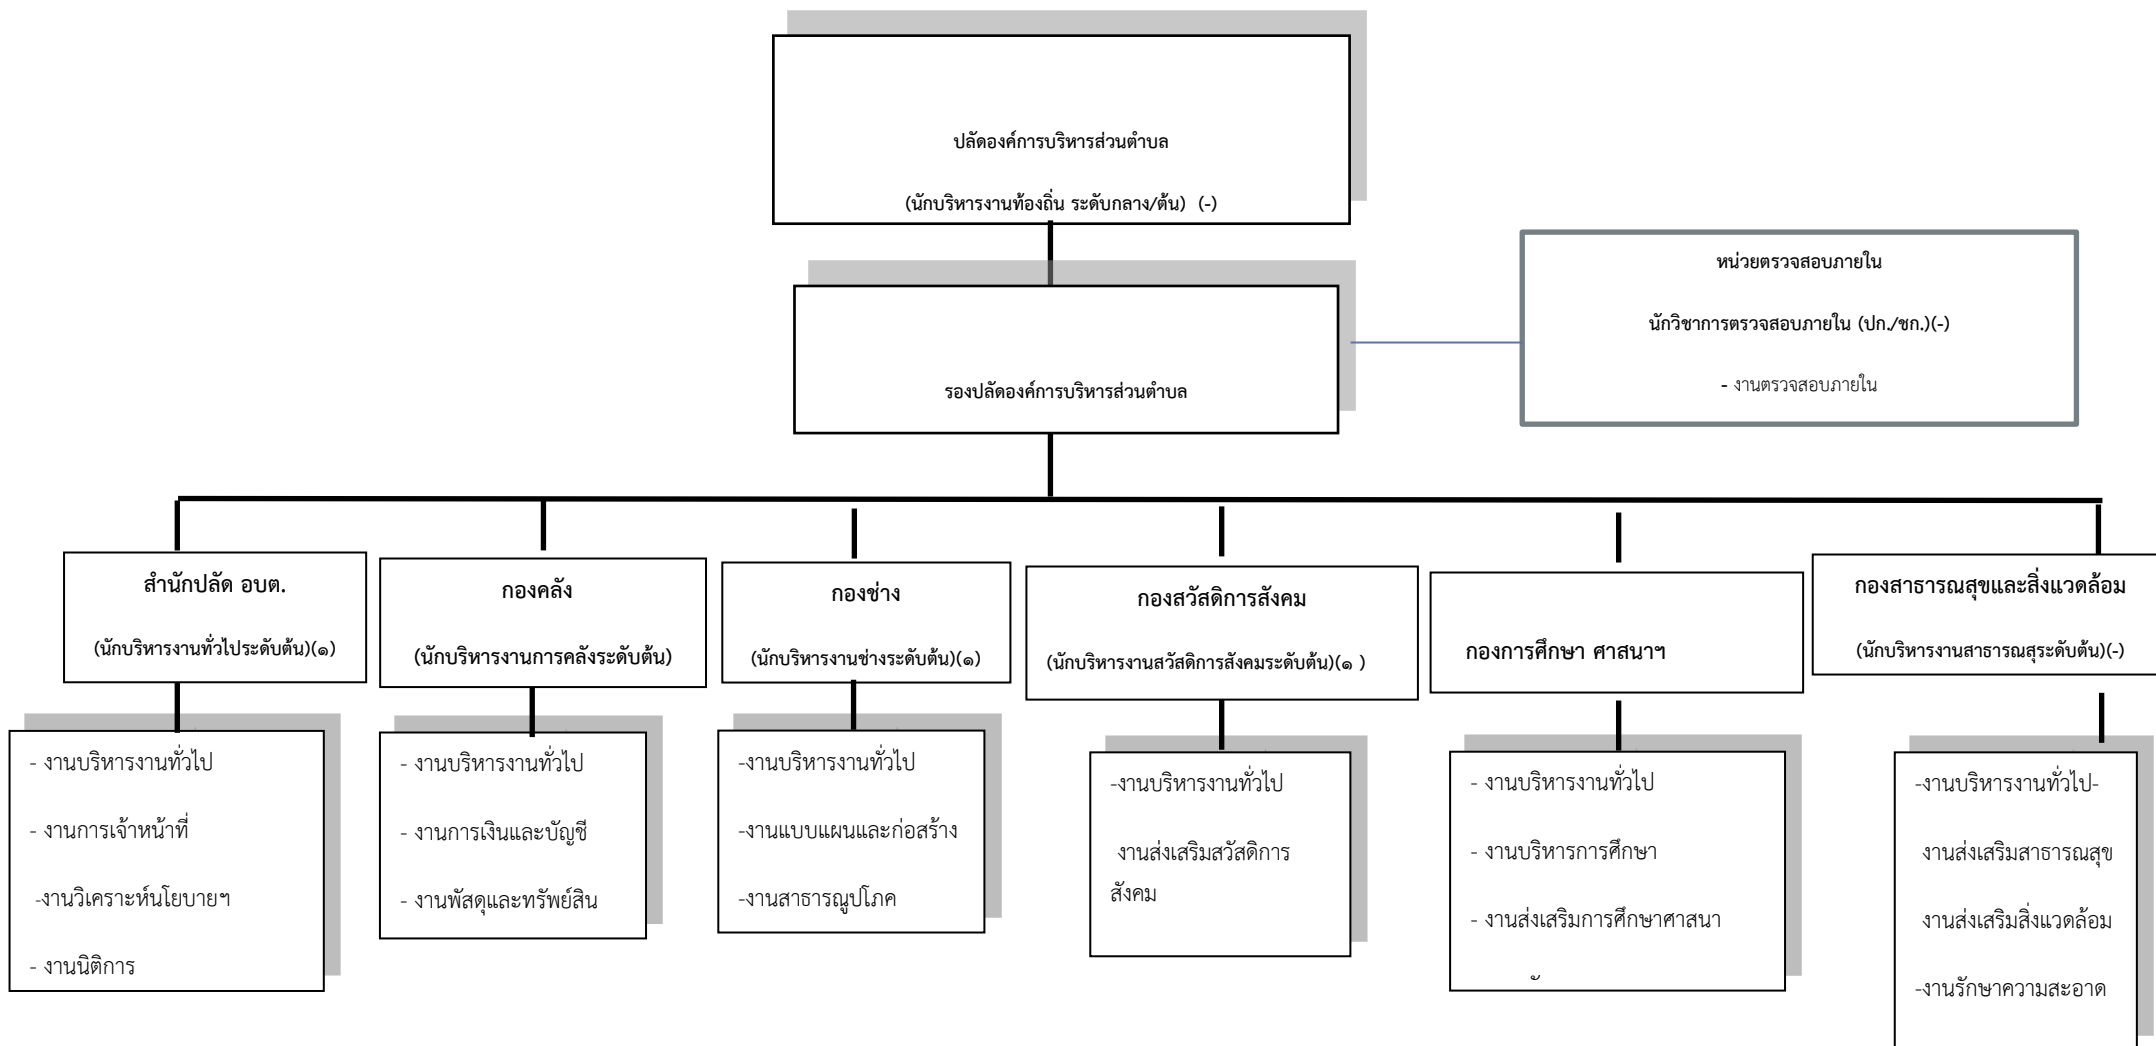 ปลัดองค์การบริหารส่วนตำบล
(นักบริหารงานท้องถิ่น ระดับกลาง/ต้น) (-)
หน่วยตรวจสอบภายใน
นักวิชาการตรวจสอบภายใน (ปก./ชก.)(-)
- งานตรวจสอบภายใน
รองปลัดองค์การบริหารส่วนตำบล
สำนักปลัด อบต.
(นักบริหารงานทั่วไประดับต้น)(๑)
กองคลัง
(นักบริหารงานการคลังระดับต้น)
กองช่าง
(นักบริหารงานช่างระดับต้น)(๑)
กองสวัสดิการสังคม
(นักบริหารงานสวัสดิการสังคมระดับต้น)(๑ )
กองการศึกษา ศาสนาฯ
กองสาธารณสุขและสิ่งแวดล้อม
(นักบริหารงานสาธารณสุระดับต้น)(-)
- งานบริหารงานทั่วไป
- งานการเจ้าหน้าที่
-งานวิเคราะห์นโยบายฯ
- งานนิติการ
- งานบริหารงานทั่วไป
- งานการเงินและบัญชี
- งานพัสดุและทรัพย์สิน
-งานบริหารงานทั่วไป
-งานแบบแผนและก่อสร้าง
-งานสาธารณูปโภค
-งานบริหารงานทั่วไป
งานส่งเสริมสวัสดิการ
สังคม
- งานบริหารงานทั่วไป
- งานบริหารการศึกษา
- งานส่งเสริมการศึกษาศาสนา
-งานบริหารงานทั่วไป-
งานส่งเสริมสาธารณสุข
งานส่งเสริมสิ่งแวดล้อม
-งานรักษาความสะอาด